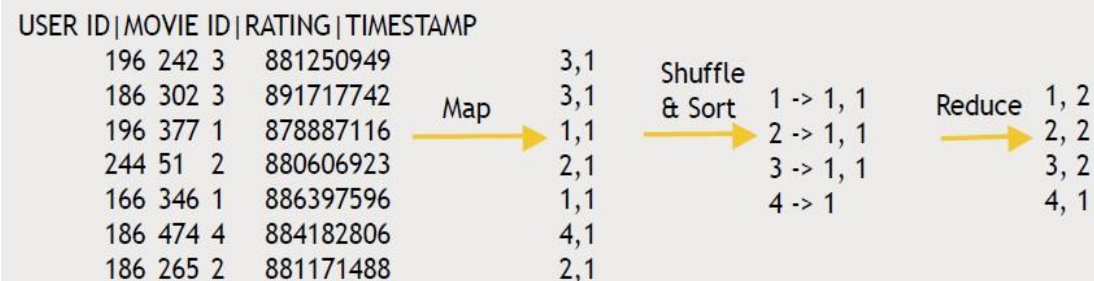 USER ID|MOVIE ID|RATING|TIMESTAMP
196 242 3 881250949
186 302 3 891717742
196 377 1 878887116
244 51 2 880606923
166 346 1 886397596
186 474 4 884182806
186 265 2 881171488
Map
3,1
3,1
1,1
2,1
1,1
4,1
2,1
Shuffle
& Sort
1 -> 1, 1
2 -> 1, 1
3 -> 1, 1
4 -> 1
Reduce
1, 2
2, 2
3, 2
4, 1